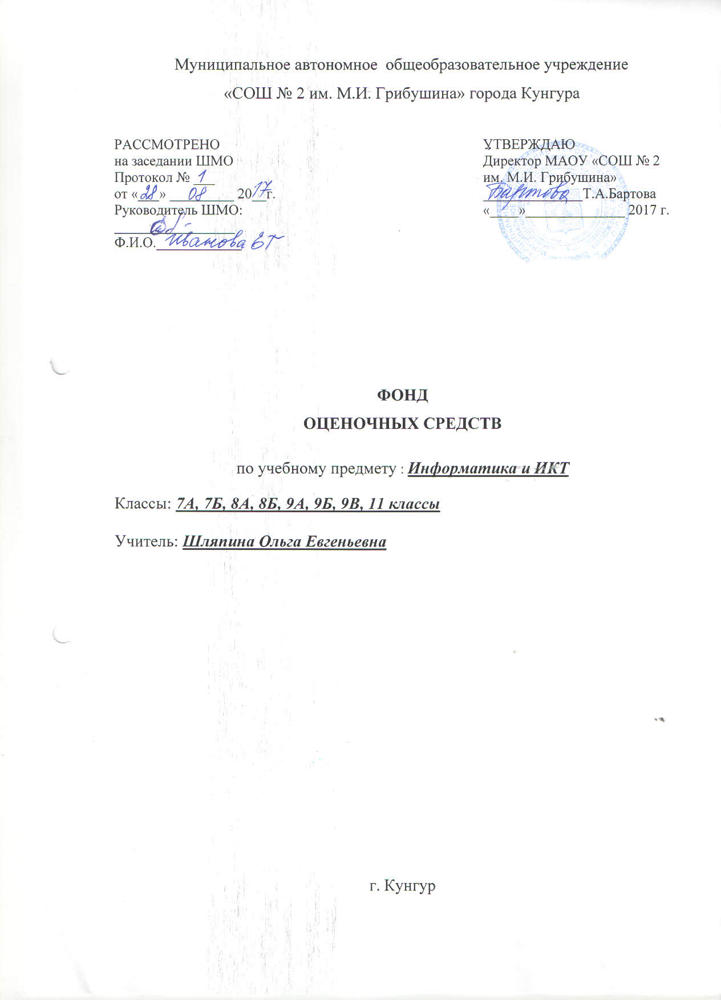 Муниципальное автономное общеобразовательное учреждение
«СОШ № 2 им. М.И. Грибушина» города Кунгура
РАССМОТРЕНО
на заседании ШМО
Протокол № 1
от «28» 08 2017г.
Руководитель ШМО:
Ф.И.О. Иванова ЕГ
УТВЕРЖДАЮ
Директор МАОУ «СОШ № 2
им. М.И. Грибушина»
Бартова Т.А.Бартова
«____»______________ 2017 г.
ФОНД
ОЦЕНОЧНЫХ СРЕДСТВ
по учебному предмету : Информатика и ИКТ
Классы: 7А, 7Б, 8А, 8Б, 9А, 9Б, 9В, 11 классы
Учитель: Шляпина Ольга Евгеньевна
г. Кунгур